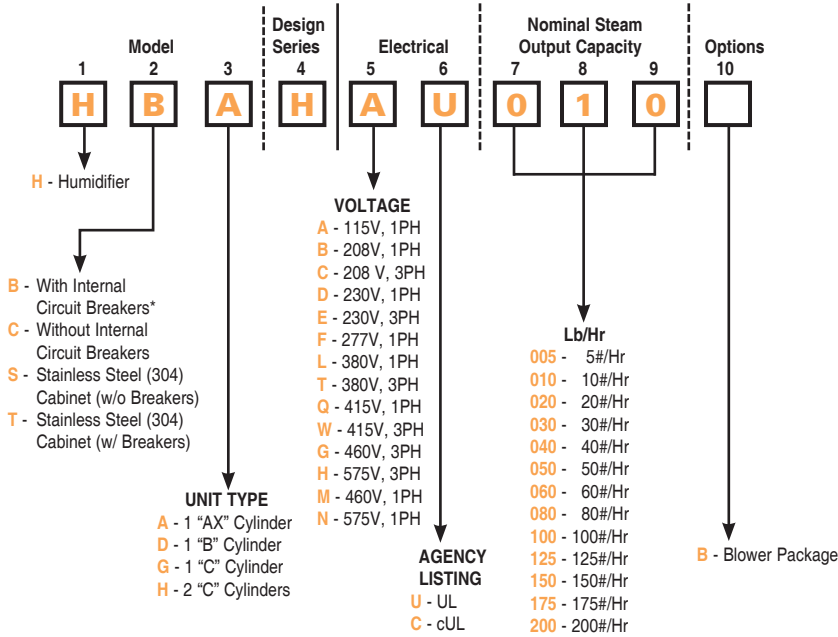 Model
Design
Series
Electrical
Nominal Steam
Output Capacity
Options
1 2 3 4 5 6 7 8 9 10
H B A H A U 0 1 0
H - Humidifier
B - With Internal
Circuit Breakers*
C - Without Internal
Circuit Breakers
S - Stainless Steel (304)
Cabinet (w/o Breakers)
T - Stainless Steel (304)
Cabinet (w/ Breakers)
UNIT TYPE
A - 1 “AX” Cylinder
D - 1 “B” Cylinder
G - 1 “C” Cylinder
H - 2 “C” Cylinders
VOLTAGE
A - 115V, 1PH
B - 208V, 1PH
C - 208 V, 3PH
D - 230V, 1PH
E - 230V, 3PH
F - 277V, 1PH
L - 380V, 1PH
T - 380V, 3PH
Q - 415V, 1PH
W - 415V, 3PH
G - 460V, 3PH
H - 575V, 3PH
M - 460V, 1PH
N - 575V, 1PH
AGENCY
LISTING
U - UL
C - cUL
Lb/Hr
005 - 5#/Hr
010 - 10#/Hr
020 - 20#/Hr
030 - 30#/Hr
040 - 40#/Hr
050 - 50#/Hr
060 - 60#/Hr
080 - 80#/Hr
100 - 100#/Hr
125 - 125#/Hr
150 - 150#/Hr
175 - 175#/Hr
200 - 200#/Hr
B - Blower Package